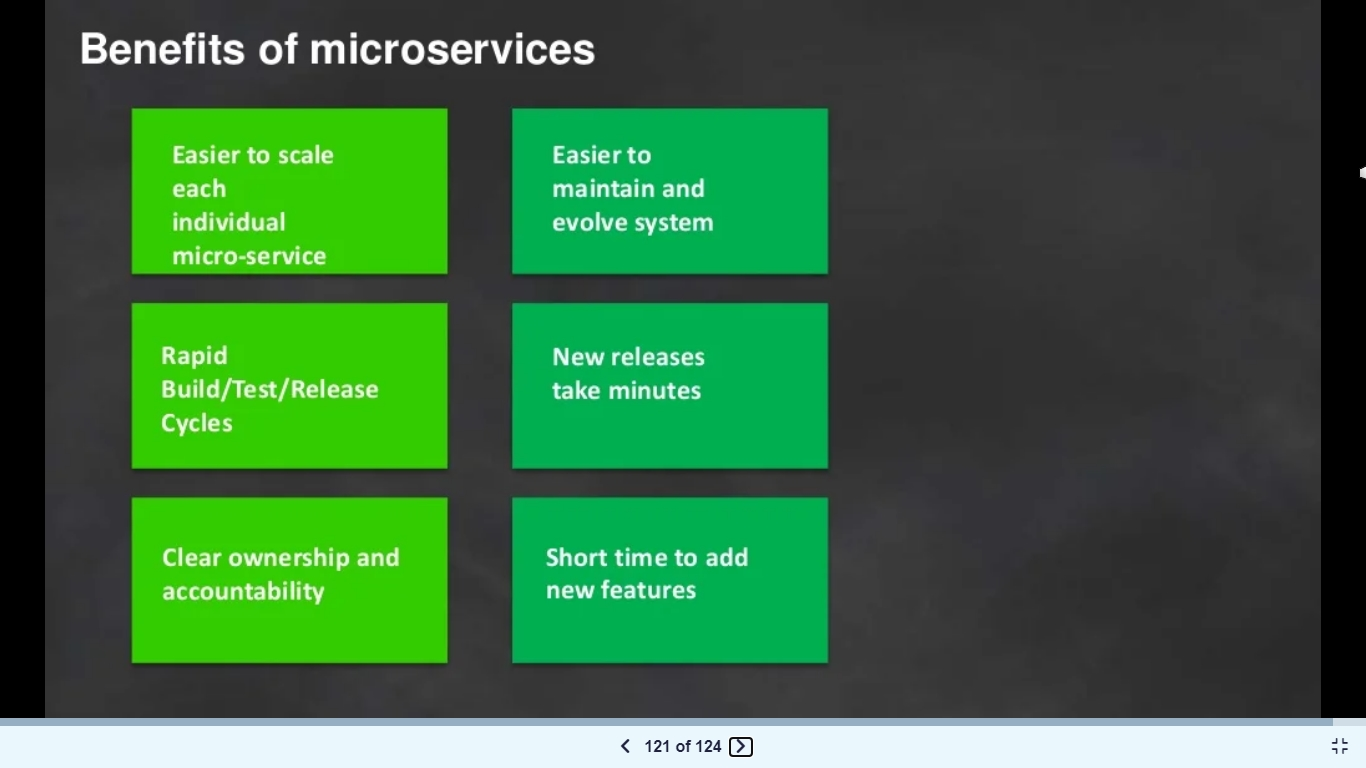 Benefits of microservices
Easier to scale
each
individual
micro-service
Easier to
maintain and
evolve system
Rapid
Build/Test/Release
Cycles
New releases
take minutes
Clear ownership and
accountability
Short time to add
new features
121 of 124